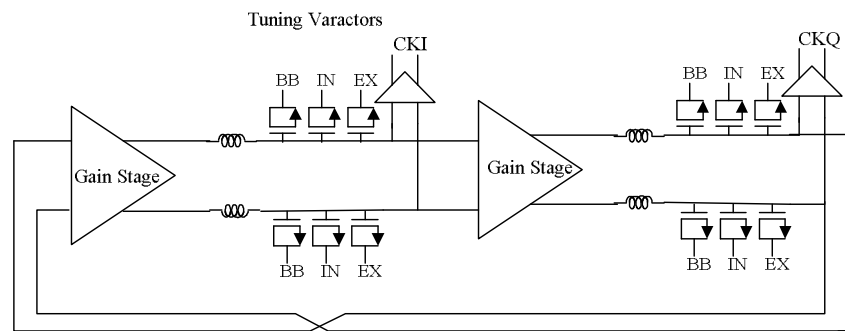 Tuning Varactors
CKI
CKQ
BB IN EX
BB IN EX
Gain Stage
Gain Stage
BB IN EX
BB IN EX